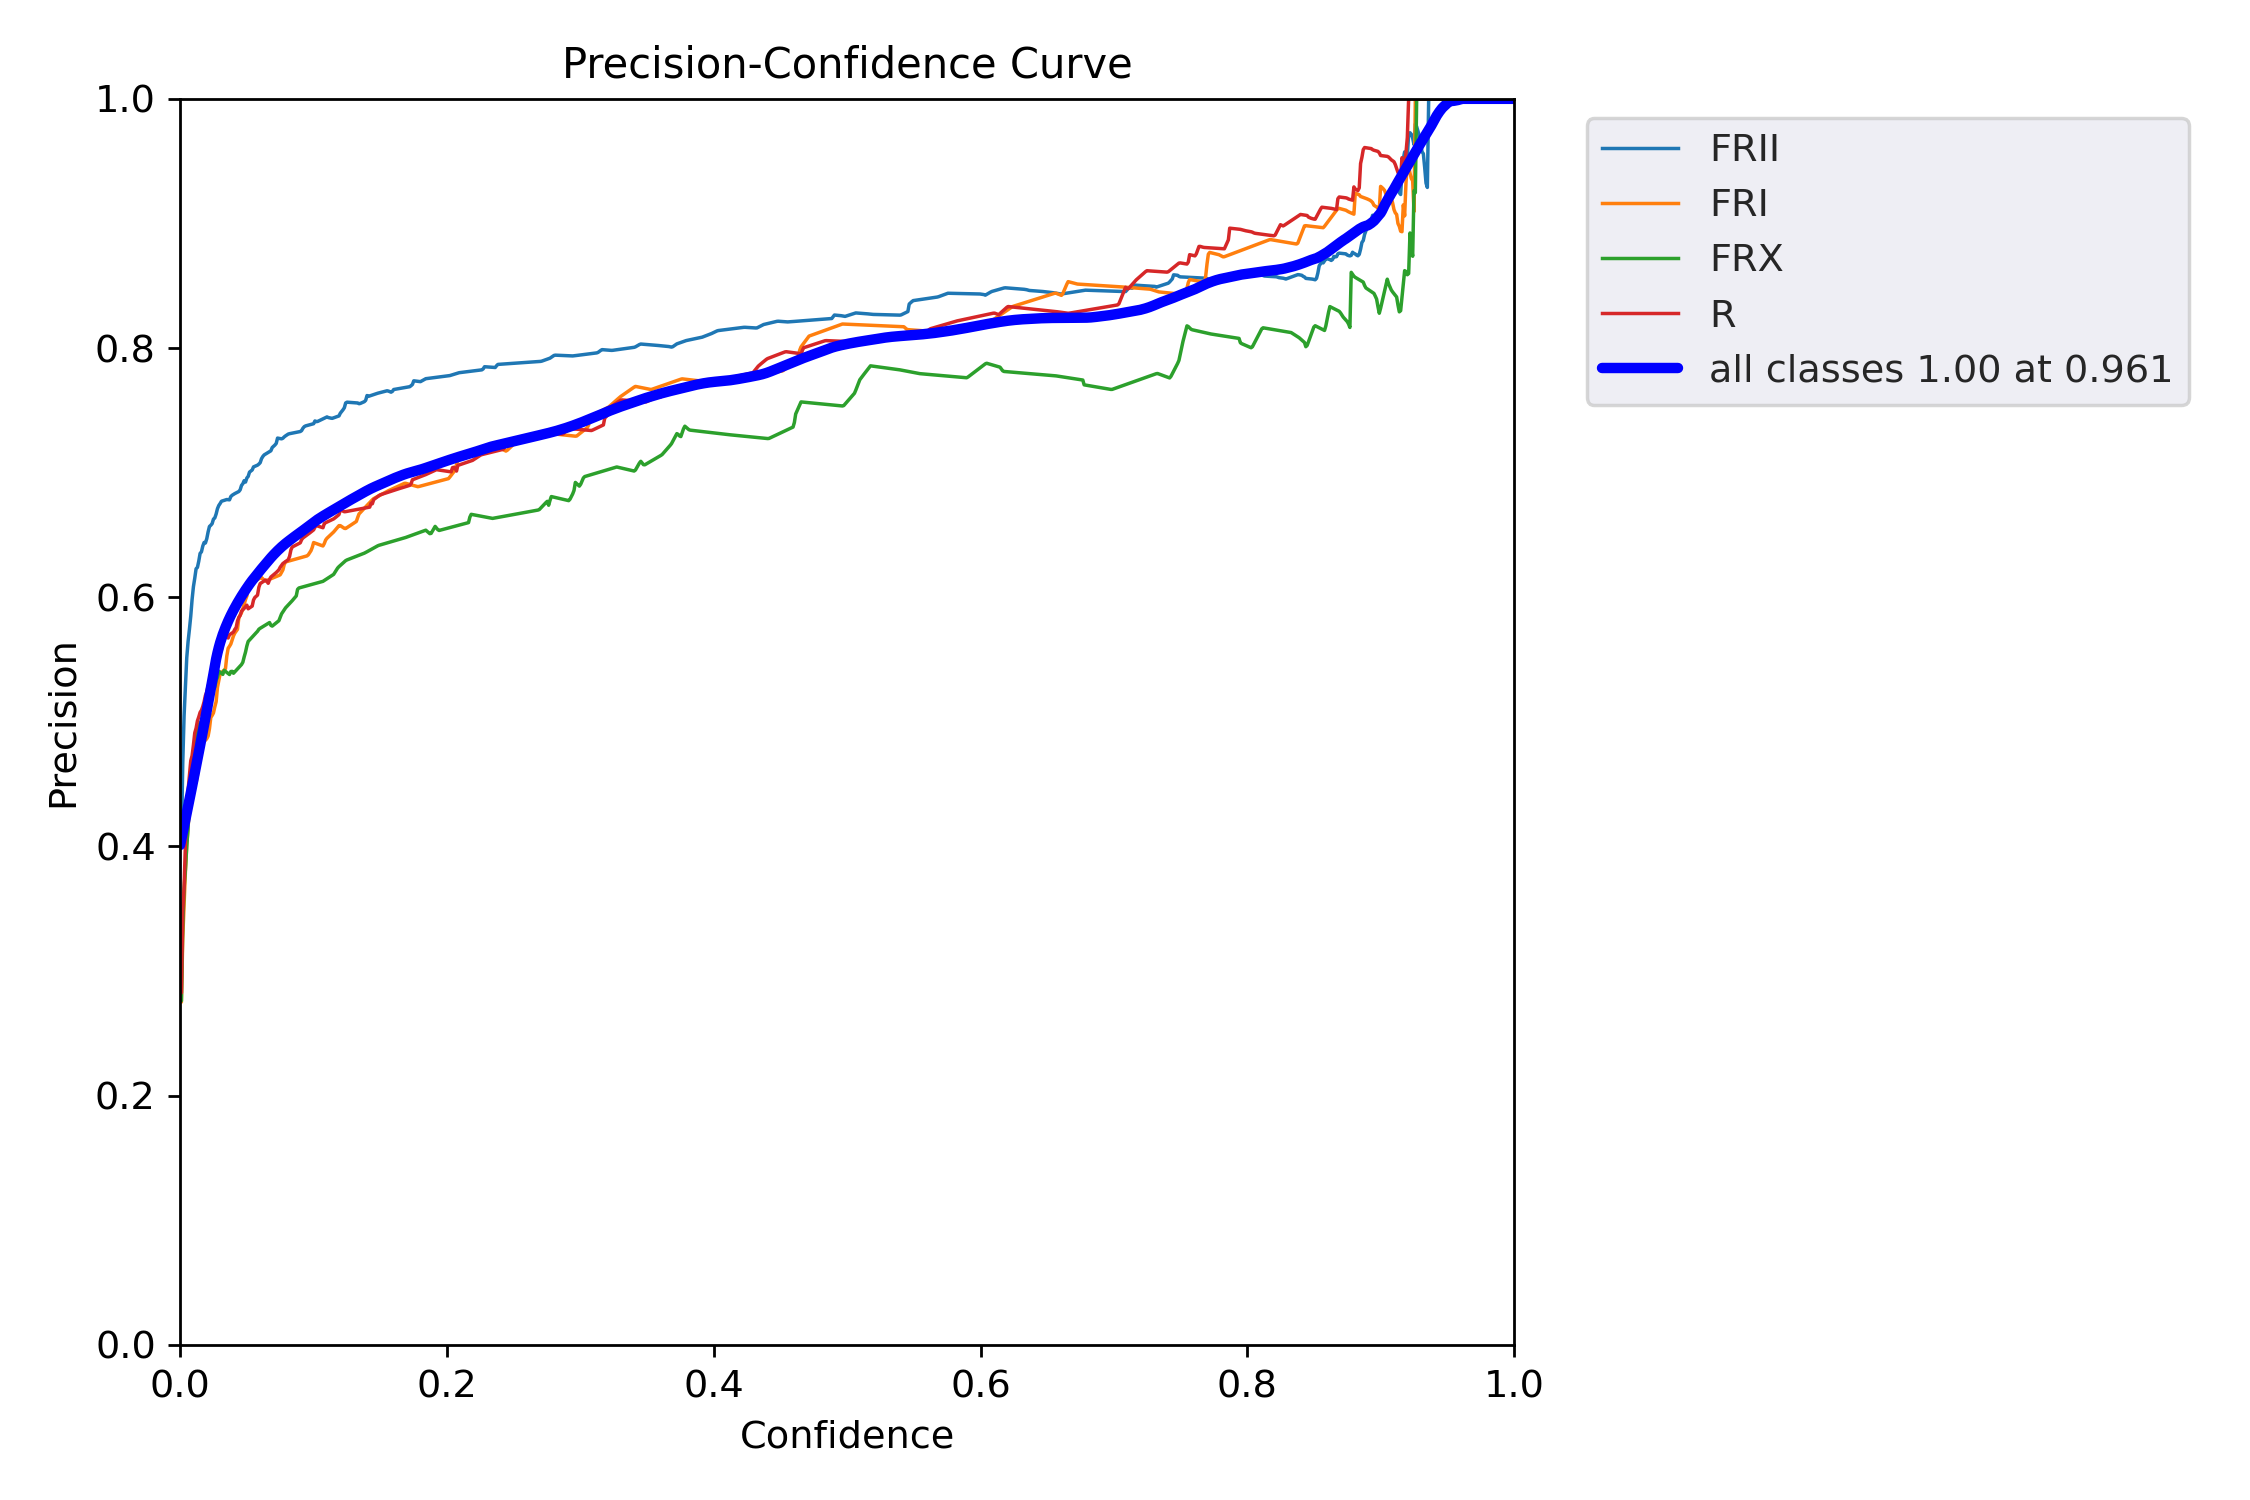 Precision-Confidence Curve
1.0
0.8
0.6
0.4
0.2
0.0
Precision
0.0 0.2 0.4 0.6 0.8 1.0
Confidence
FRII
FRI
FRX
R
all classes 1.00 at 0.961